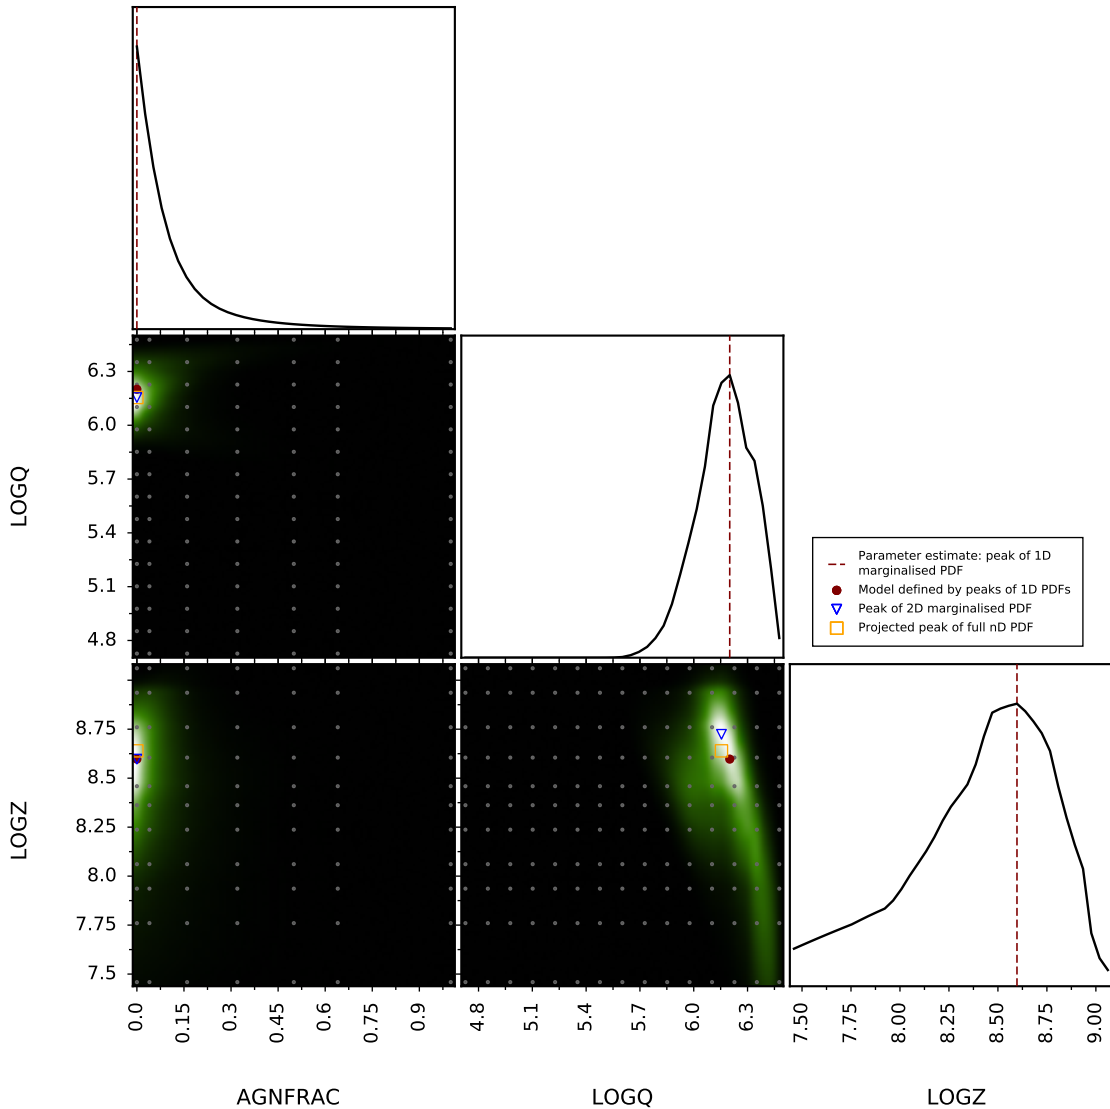 6.3
6.0
5.7
5.4
5.1
4.8
LOGQ
Parameter estimate: peak of 1D
marginalised PDF
Model defined by peaks of 1D PDFs
Peak of 2D marginalised PDF
Projected peak of full nD PDF
8.75
8.5
8.25
8.0
7.75
7.5
LOGZ
0.0 0.15 0.3 0.45 0.6 0.75 0.9
4.8 5.1 5.4 5.7 6.0 6.3
7.50 7.75 8.00 8.25 8.50 8.75 9.00
AGNFRAC
LOGQ
LOGZ